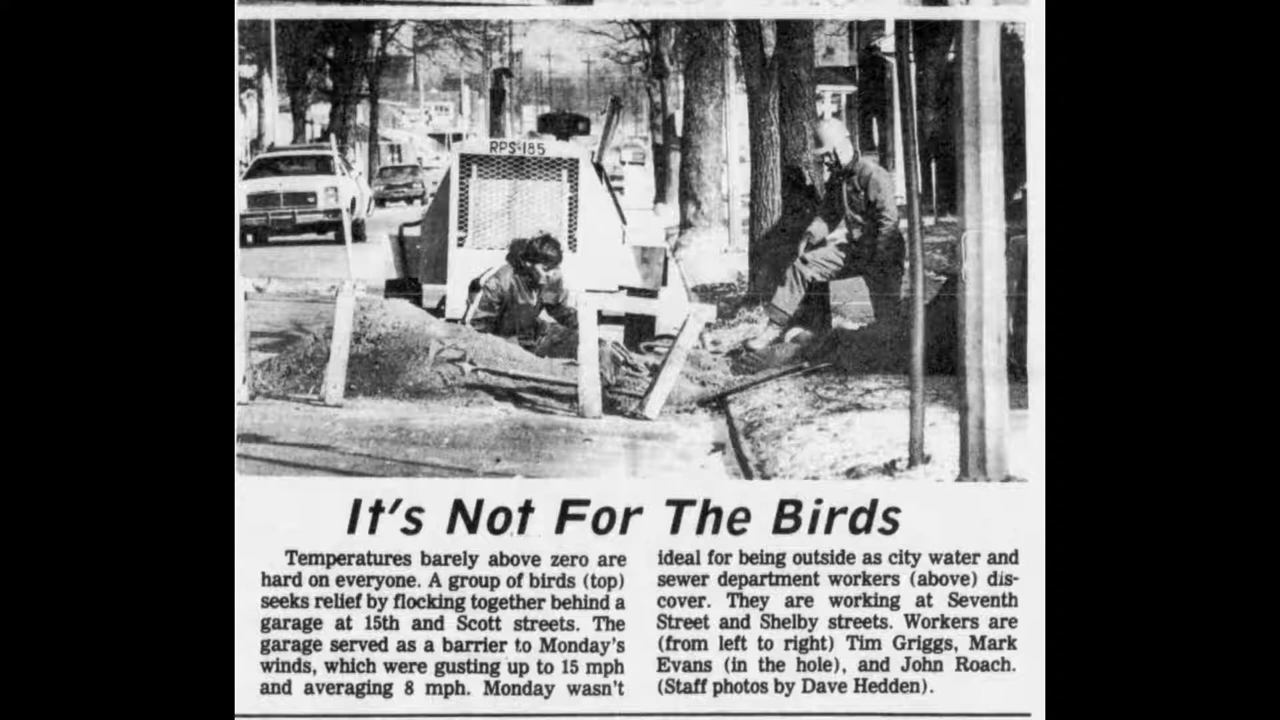 RPS-185
It's Not For The Birds
Temperatures barely above zero are
hard on everyone. A group of birds (top)
seeks relief by flocking together behind a
garage at 15th and Scott streets. The
garage served as a barrier to Monday's
winds, which were gusting up to 15 mph
and averaging 8 mph. Monday wasn't
ideal for being outside as city water and
sewer department workers (above) dis-
cover. They are working at Seventh
Street and Shelby streets. Workers are
(from left to right) Tim Griggs, Mark
Evans (in the hole), and John Roach.
(Staff photos by Dave Hedden).